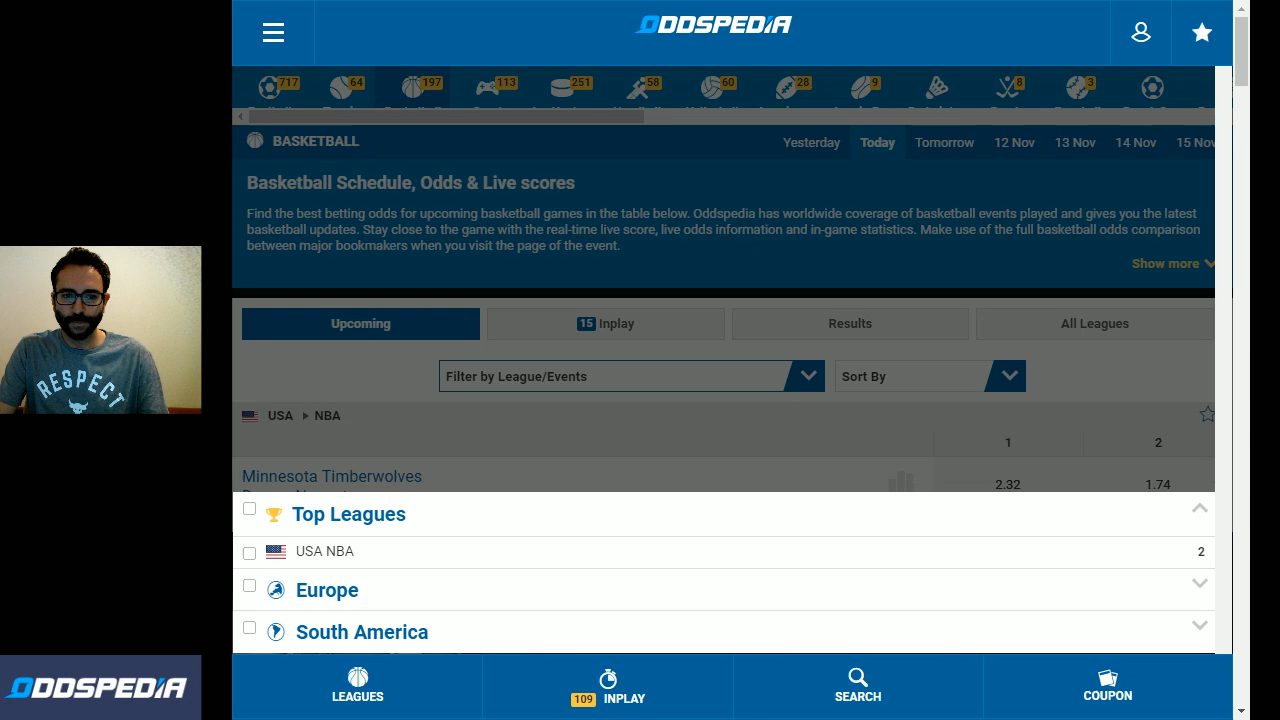 ODDSPEDIA
717
64
197
113
251
58
60
28
9
8
3
BASKETBALL
Yesterday
Today
Tomorrow
12 Nov
13 Nov
14 Nov
15 Nov
Basketball Schedule, Odds & Live scores
Find the best betting odds for upcoming basketball games in the table below. Oddspedia has worldwide coverage of basketball events played and gives you the latest
basketball updates. Stay close to the game with the real-time live score, live odds information and in-game statistics. Make use of the full basketball odds comparison
between major bookmakers when you visit the page of the event.
Show more
Upcoming
15 Inplay
Results
All Leagues
Filter by League/Events
Sort By
USA NBA
1
2
Minnesota Timberwolves
2.32
1.74
RESPECT
Top Leagues
USA NBA
2
Europe
South America
ODDSPEDIA
LEAGUES
109 INPLAY
SEARCH
COUPON